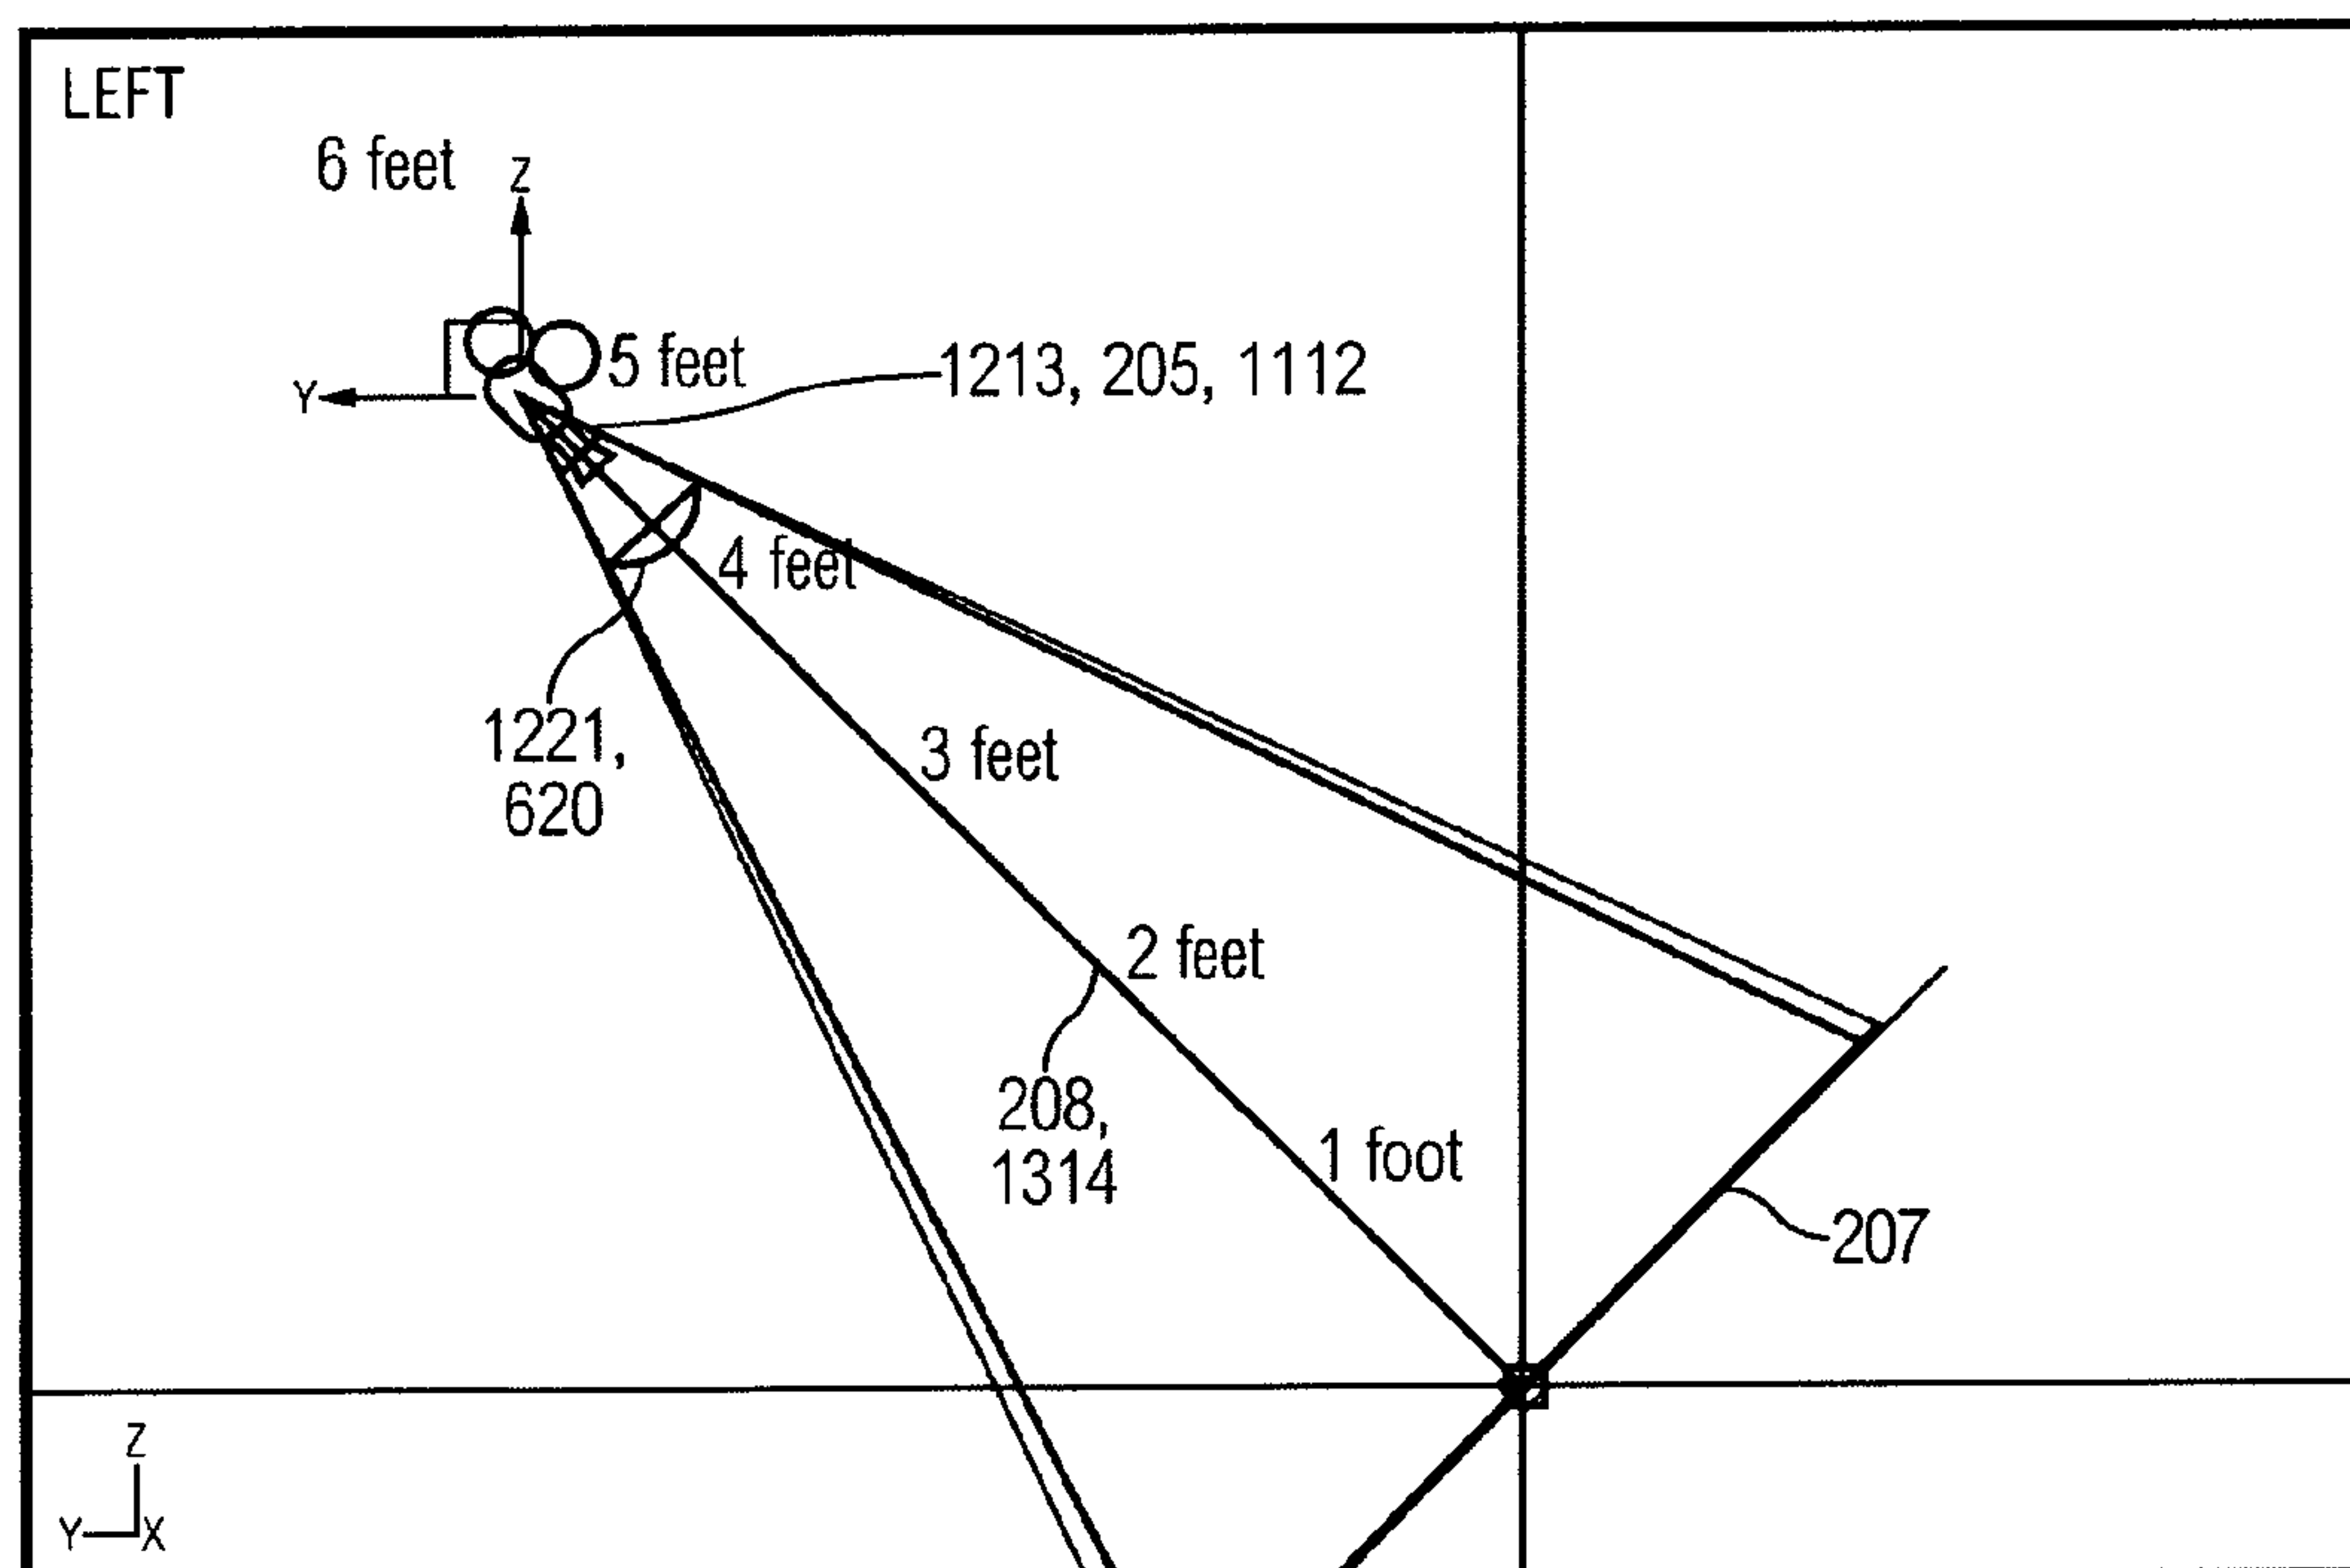 LEFT
6 feet
Z
Y
5 feet
1213, 205, 1112
4 feet
1221,
620
3 feet
2 feet
208,
1314
1 foot
207
Z
Y
X